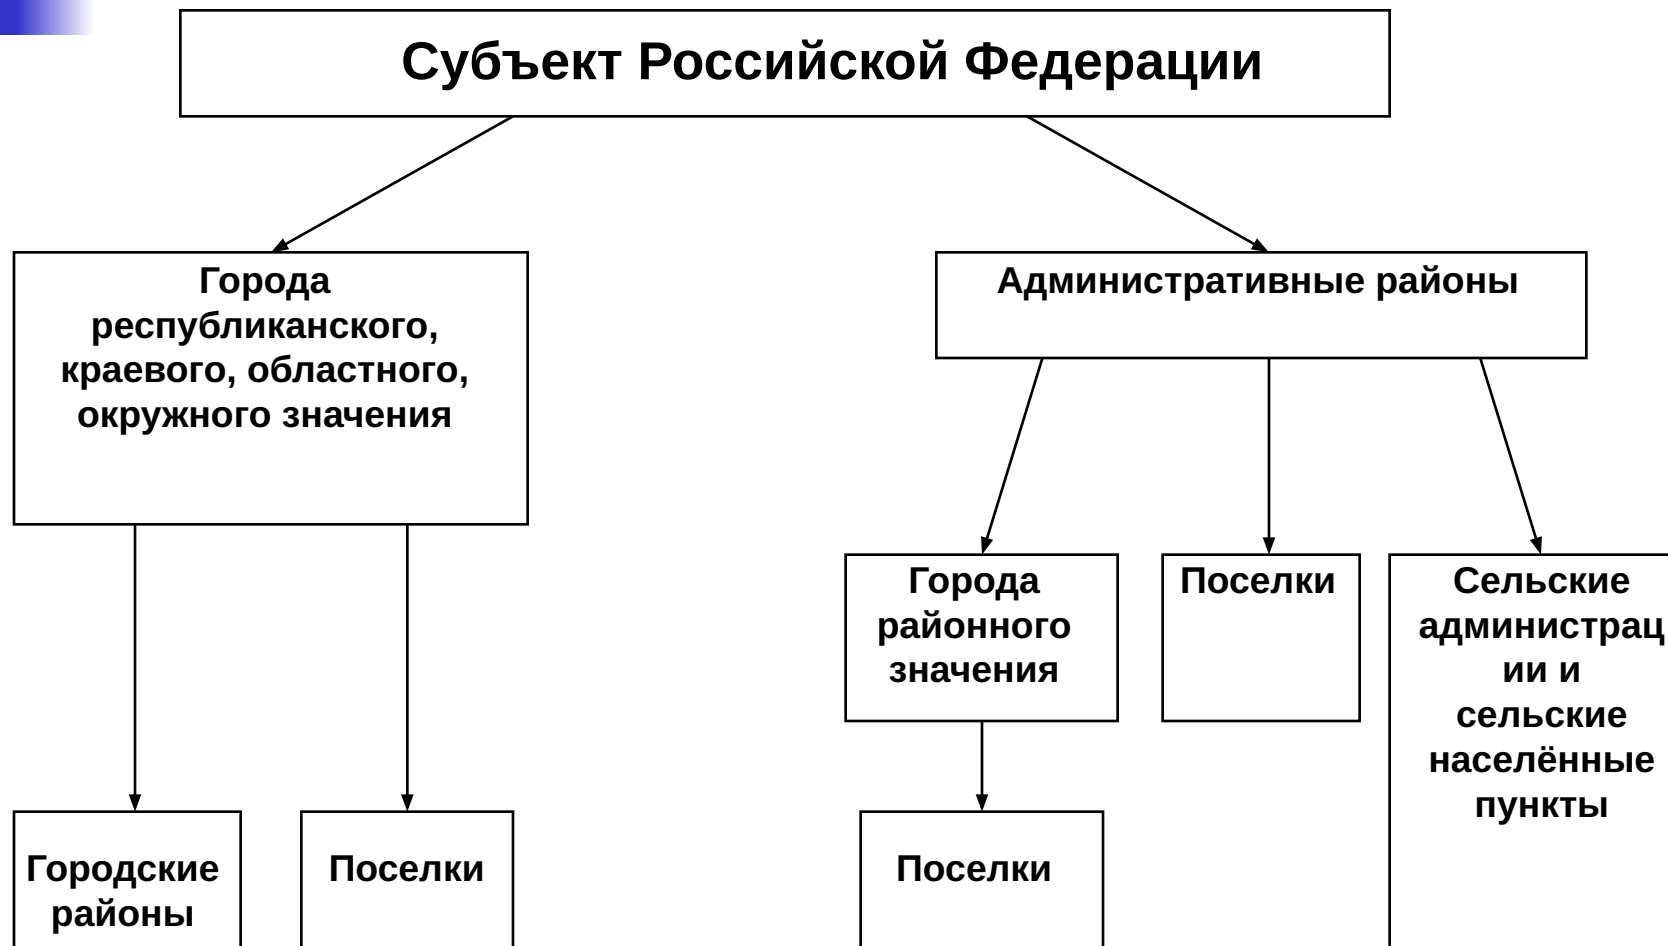 Субъект Российской Федерации
Города
республиканского,
краевого, областного,
окружного значения
Административные районы
Города
районного
значения
Поселки
Сельские
администрац
ии и
сельские
населённые
пункты
Городские
районы
Поселки
Поселки